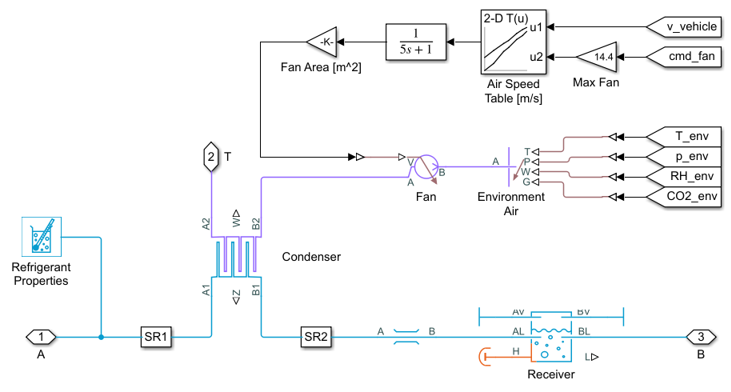 2-D T(u)
u1
u2
v_vehicle
cmd_fan
14.4
Max Fan
Air Speed
Table [m/s]
1
5s + 1
-K-
Fan Area [m^2]
2
T
V
A
B
Fan
A
T
P
W
G
Environment
Air
T_env
p_env
RH_env
CO2_env
A2
W
B2
Condenser
A1
Z
B1
Refrigerant
Properties
1
A
SR1
SR2
A
B
AV
BV
AL
BL
H
L
Receiver
3
B